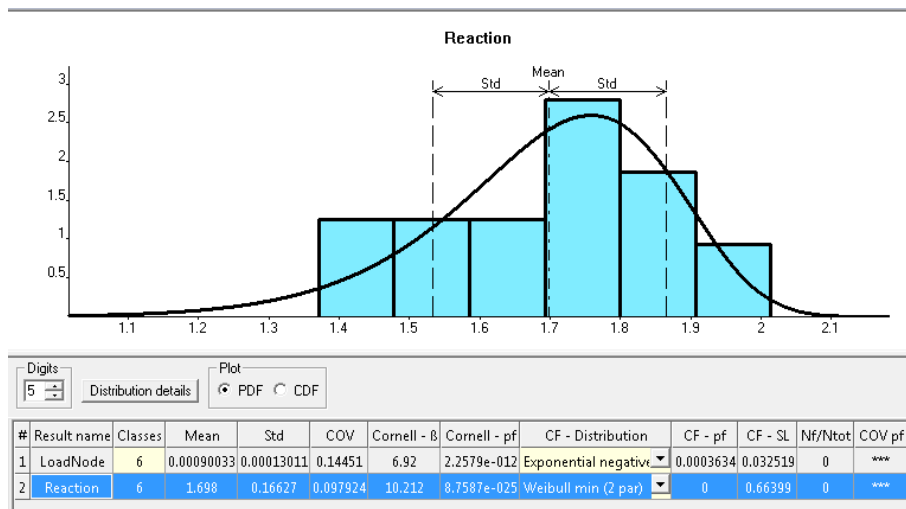 Reaction
Mean
Std Std
3
2.5
2
1.5
1
0.5
1.1 1.2 1.3 1.4 1.5 1.6 1.7 1.8 1.9 2 2.1
Digits Plot
5 Distribution details PDF CDF
# Result name Classes Mean Std COV Cornell - ß Cornell - pf CF - Distribution CF - pf CF - SL Nf/Ntot COV pf
1 LoadNode 6 0.00090033 0.00013011 0.14451 6.92 2.2579e-012 Exponential negative 0.0003634 0.032519 0 ***
2 Reaction 6 1.698 0.16627 0.097924 10.212 8.7587e-025 Weibull min (2 par) 0 0.66399 0 ***